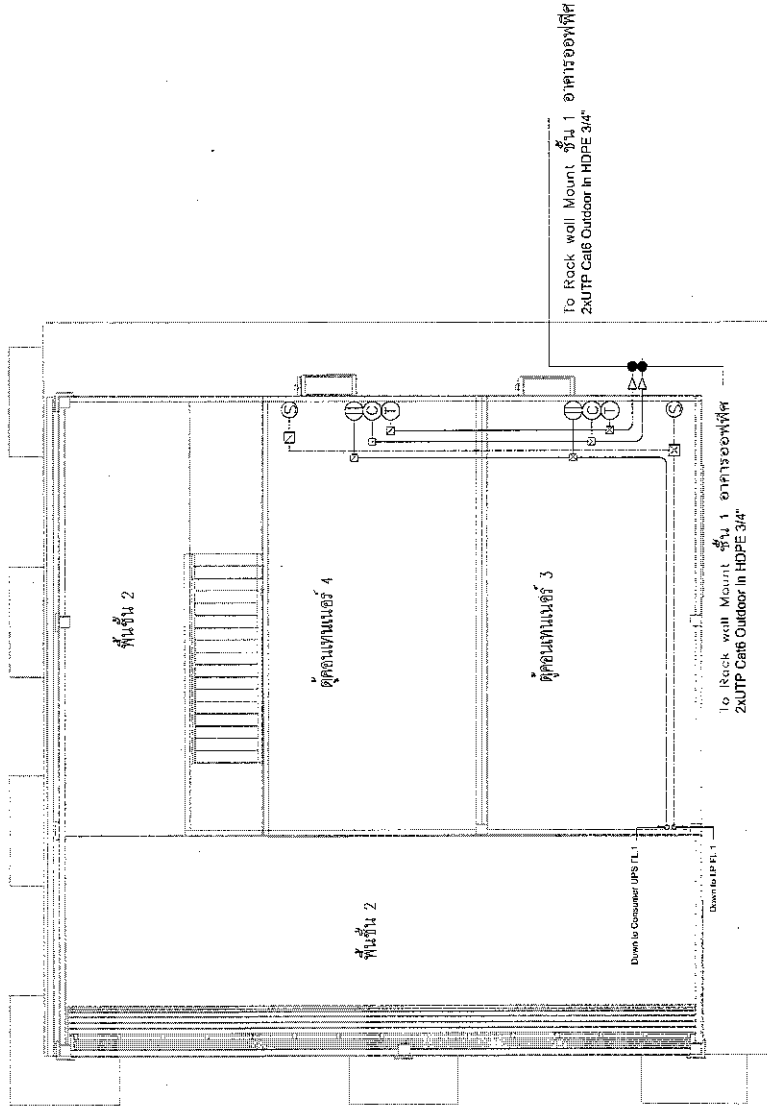 To Rack wall Mount ชั้น 1 อาคารออฟฟิศ
2xUTP Cat6 Outdoor In HDPE 3/4"
พื้นชั้น 2
ตู้คอนเทนเนอร์ 4
ตู้คอนเทนเนอร์ 3
S
C
T
C
T
S
To Rack wall Mount ชั้น 1 อาคารออฟฟิศ
2xUTP Cat6 Outdoor In HDPE 3/4"
พื้นชั้น 2
Down to Consumer UPS FL.1
Down to LP FL.1